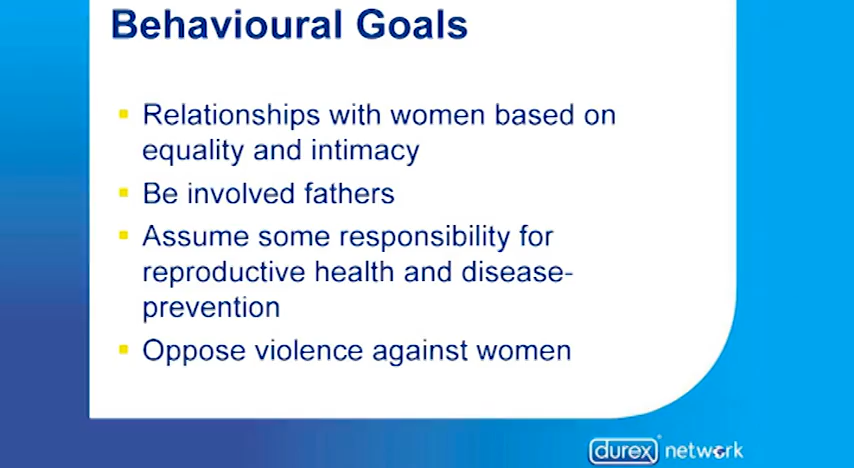 Behavioural Goals
Relationships with women based on
equality and intimacy
Be involved fathers
Assume some responsibility for
reproductive health and disease-
prevention
Oppose violence against women
durex network